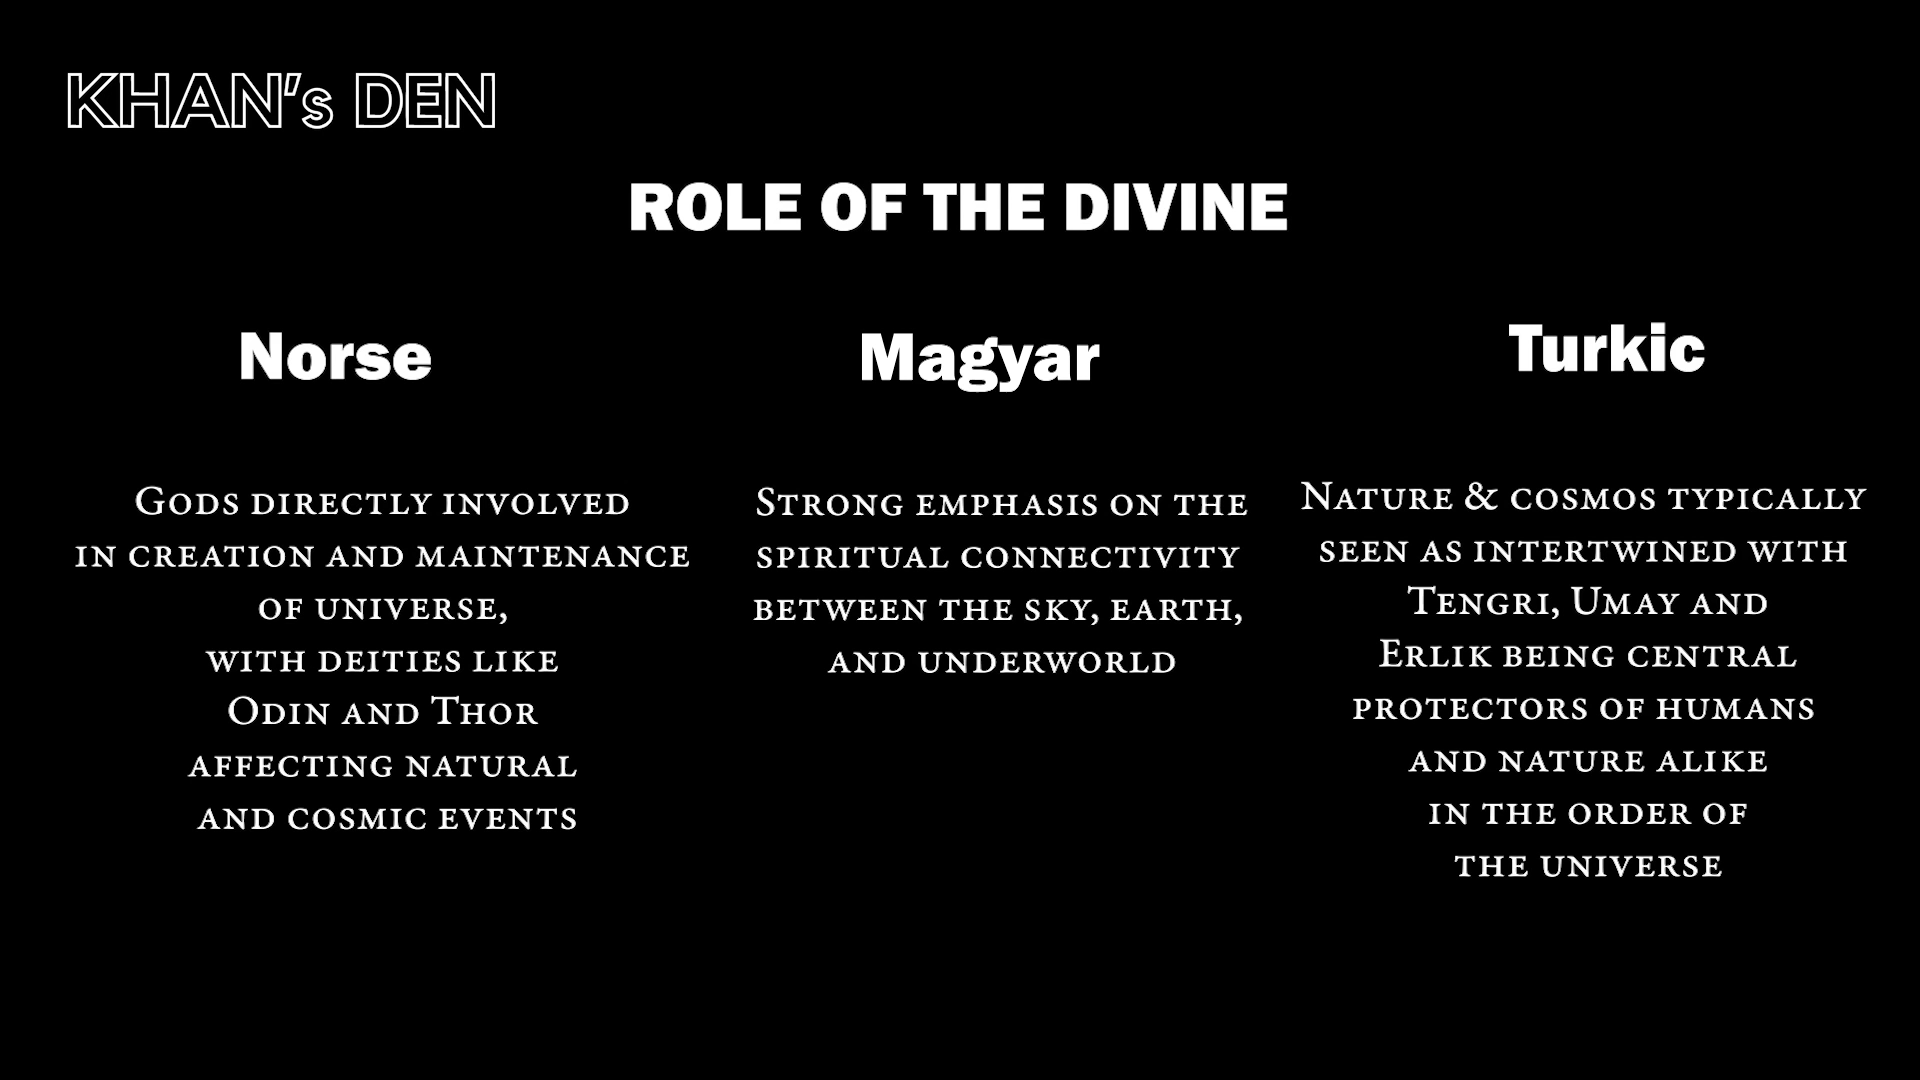 KHAN's DEN
ROLE OF THE DIVINE
Norse
Gods directly involved
in creation and maintenance
of universe,
with deities like
Odin and Thor
affecting natural
and cosmic events
Magyar
Strong emphasis on the
spiritual connectivity
between the sky, earth,
and underworld
Turkic
Nature & cosmos typically
seen as intertwined with
Tengri, Umay and
Erlik being central
protectors of humans
and nature alike
in the order of
the universe